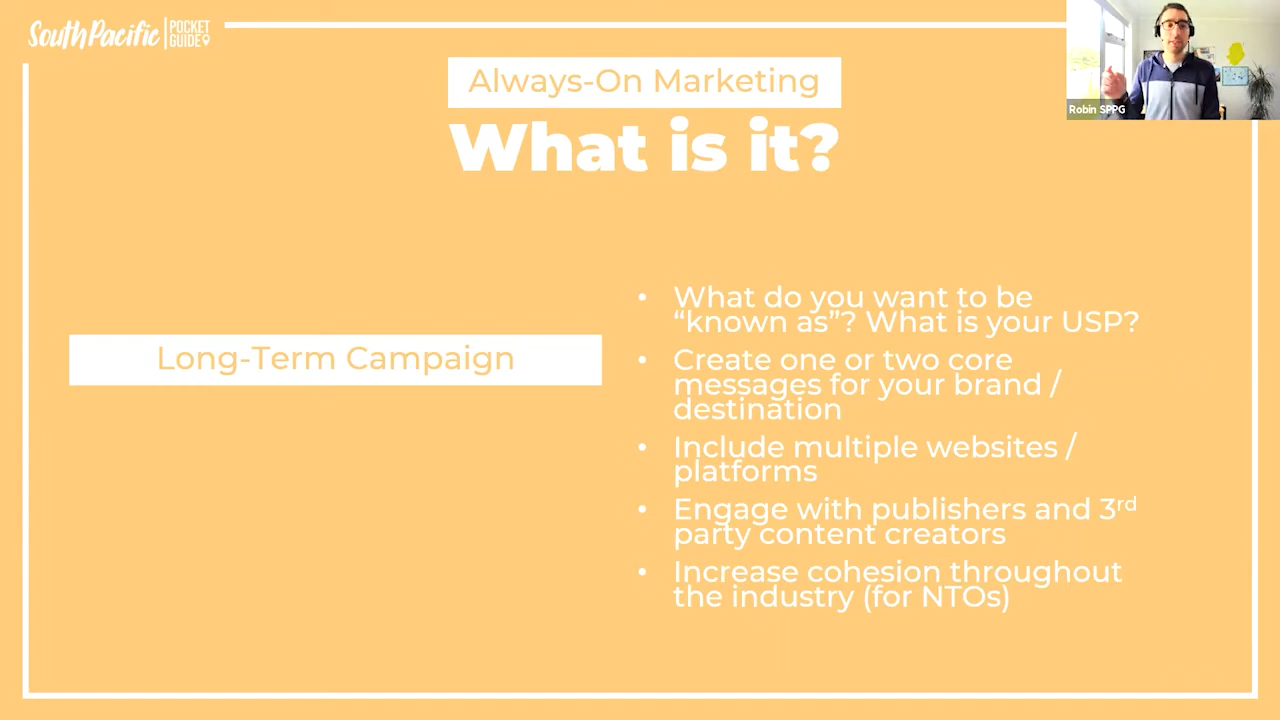 South Pacific POCKET
GUIDE
Always-On Marketing
Robin SPPG
What is it?
Long-Term Campaign
• What do you want to be
“known as”? What is your USP?
• Create one or two core
messages for your brand /
destination
• Include multiple websites /
platforms
• Engage with publishers and 3rd
party content creators
• Increase cohesion throughout
the industry (for NTOs)